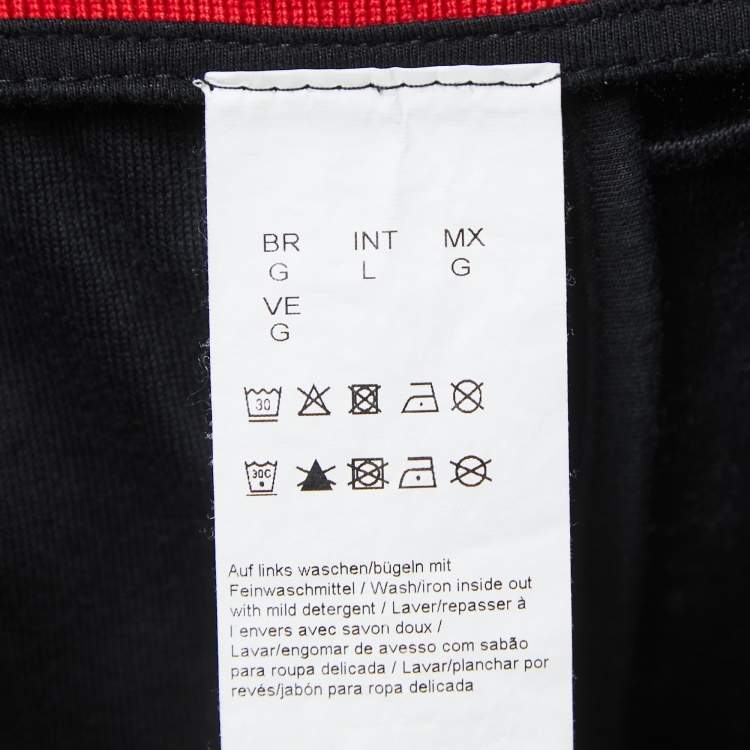 BR INT MX
G L G
VE
G
30
30C
Auf links waschen/bügeln mit
Feinwaschmittel / Wash/iron inside out
with mild detergent / Laver/repasser à
l envers avec savon doux /
Lavar/engomar de avesso com sabão
para roupa delicada / Lavar/planchar por
revés/jabón para ropa delicada